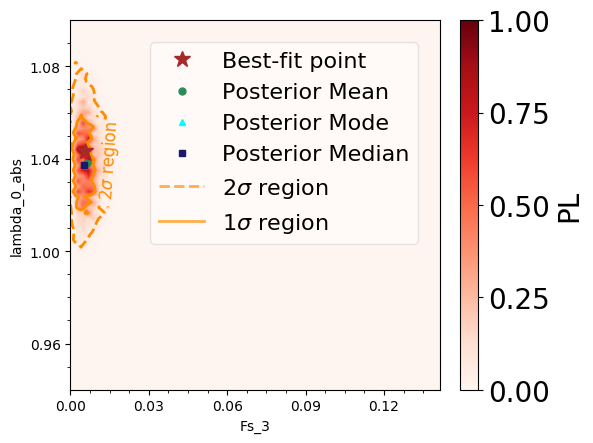 1.08
1.04
1.00
0.96
lambda_0_abs
0.00
0.03
0.06
0.09
0.12
Fs_3
2σ region
Best-fit point
Posterior Mean
Posterior Mode
Posterior Median
2σ region
1σ region
1.00
0.75
0.50
0.25
0.00
PL